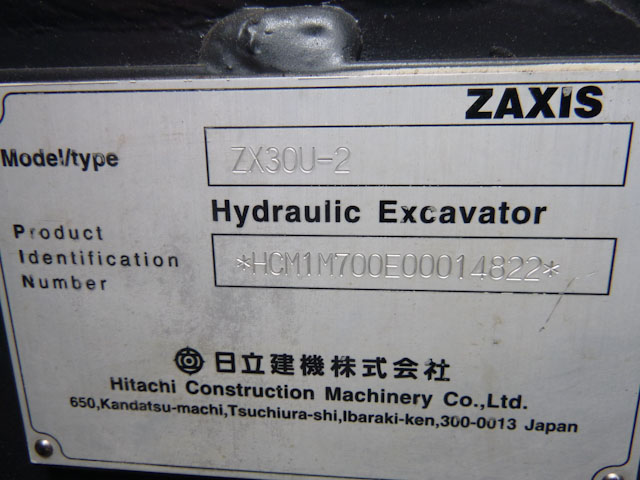 ZAXIS
Model/type ZX30U-2
Hydraulic Excavator
Product Identification Number *HCM1M700E00014822*
日立建機株式会社
Hitachi Construction Machinery Co.,Ltd.
650,Kandatsu-machi,Tsuchiura-shi,Ibaraki-ken,300-0013 Japan